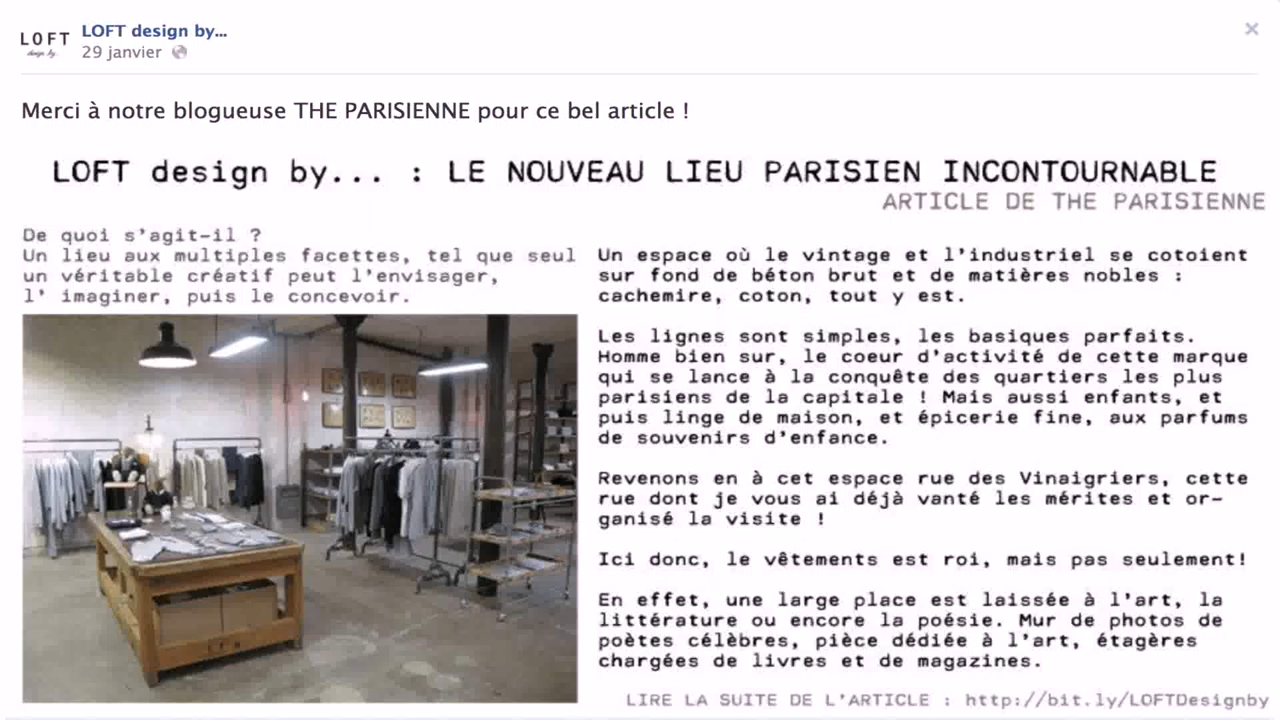 LOFT
design by...
LOFT design by...
29 janvier
Merci à notre blogueuse THE PARISIENNE pour ce bel article !
LOFT design by... : LE NOUVEAU LIEU PARISIEN INCONTOURNABLE
ARTICLE DE THE PARISIENNE
De quoi s'agit-il ?
Un lieu aux multiples facettes, tel que seul
un véritable créatif peut l'envisager,
l' imaginer, puis le concevoir.
Un espace où le vintage et l'industriel se cotoient
sur fond de béton brut et de matières nobles :
cachemire, coton, tout y est.
Les lignes sont simples, les basiques parfaits.
Homme bien sur, le coeur d'activité de cette marque
qui se lance à la conquête des quartiers les plus
parisiens de la capitale ! Mais aussi enfants, et
puis linge de maison, et épicerie fine, aux parfums
de souvenirs d'enfance.
Revenons en à cet espace rue des Vinaigriers, cette
rue dont je vous ai déjà vanté les mérites et or-
ganisé la visite !
Ici donc, le vêtements est roi, mais pas seulement!
En effet, une large place est laissée à l'art, la
littérature ou encore la poésie. Mur de photos de
poètes célèbres, pièce dédiée à l'art, étagères
chargées de livres et de magazines.
LIRE LA SUITE DE L'ARTICLE : http://bit.ly/LOFTDesignby